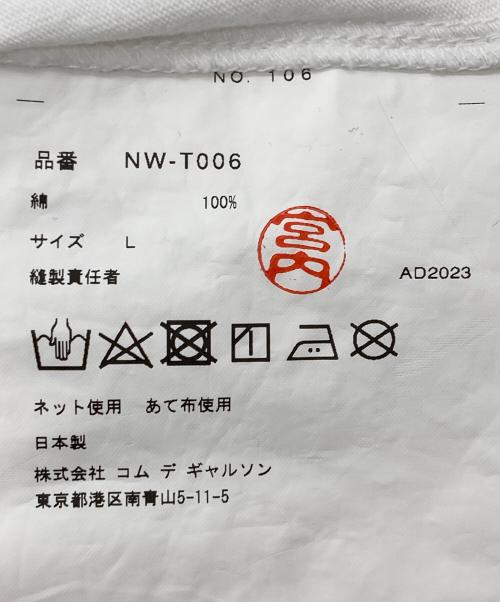 NO. 106
品番 NW-T006
綿 100%
サイズ L
宮内
縫製責任者
AD2023
ネット使用 あて布使用
日本製
株式会社 コム デ ギャルソン
東京都港区南青山5-11-5